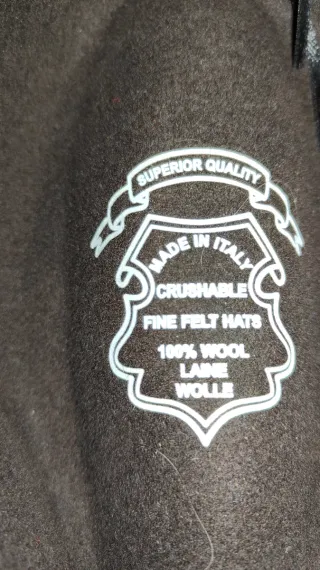 SUPERIOR QUALITY
MADE IN ITALY
CRUSHABLE
FINE FELT HATS
100% WOOL
LAINE
WOLLE